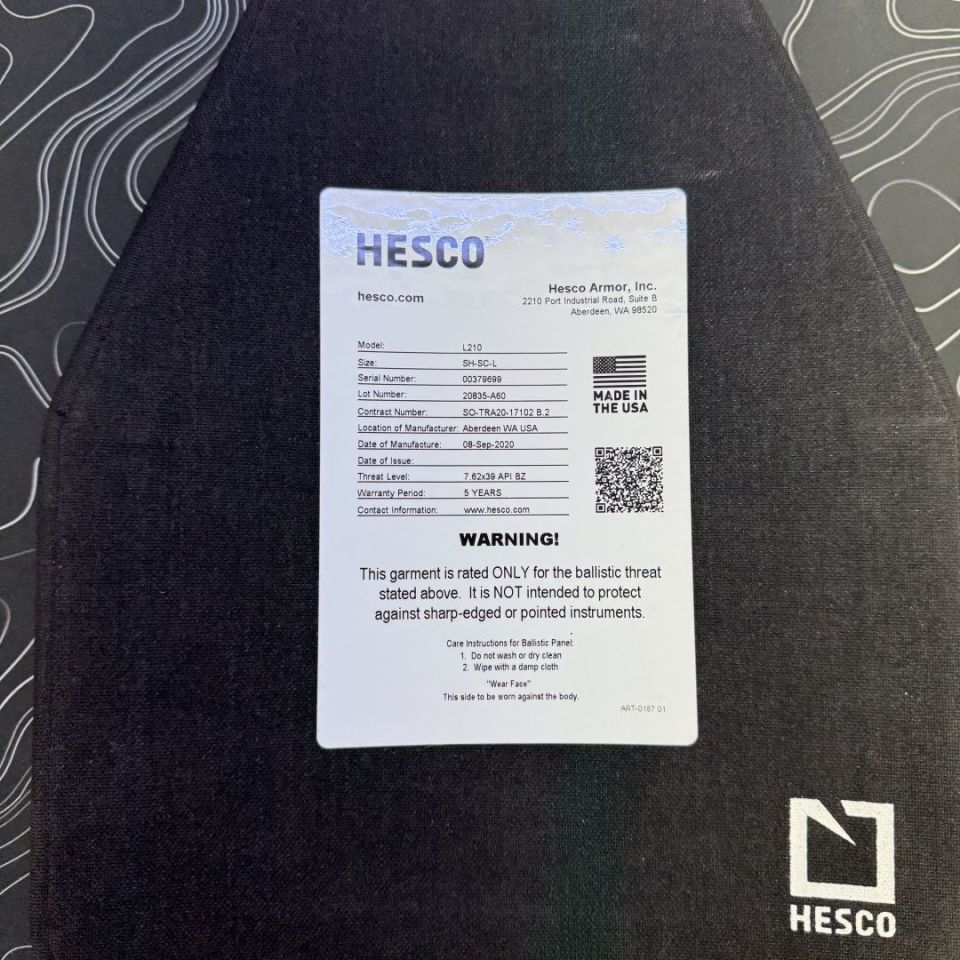 HESCO
hesco.com
Hesco Armor, Inc.
2210 Port Industrial Road, Suite B
Aberdeen, WA 98520
Model: L210
Size: SH-SC-L
Serial Number: 00379699
Lot Number: 20835-A60
Contract Number: SO-TRA20-17102 B.2
Location of Manufacturer: Aberdeen WA USA
Date of Manufacture: 08-Sep-2020
Date of Issue:
Threat Level: 7.62x39 API BZ
Warranty Period: 5 YEARS
Contact Information: www.hesco.com
MADE IN
THE USA
WARNING!
This garment is rated ONLY for the ballistic threat
stated above. It is NOT intended to protect
against sharp-edged or pointed instruments.
Care Instructions for Ballistic Panel:
1. Do not wash or dry clean
2. Wipe with a damp cloth
"Wear Face"
This side to be worn against the body.
ART-0187 01
HESCO